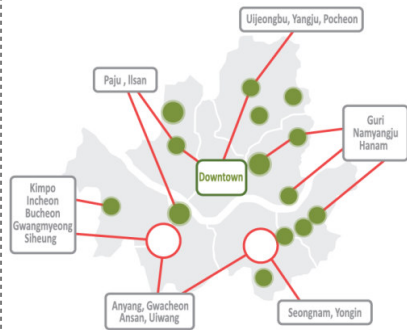 Uijeongbu, Yangju, Pocheon
Paju , Ilsan
Guri
Namyangju
Hanam
Downtown
Kimpo
Incheon
Bucheon
Gwangmyeong
Siheung
Anyang, Gwacheon
Ansan, Uiwang
Seongnam, Yongin